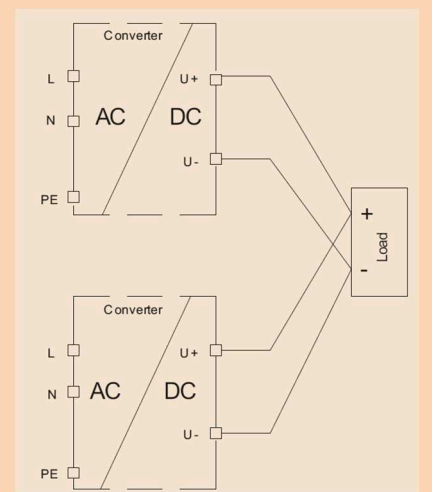 Converter
L
U+
N
AC
DC
U-
PE
+
Load
-
Converter
L
U+
N
AC
DC
U-
PE